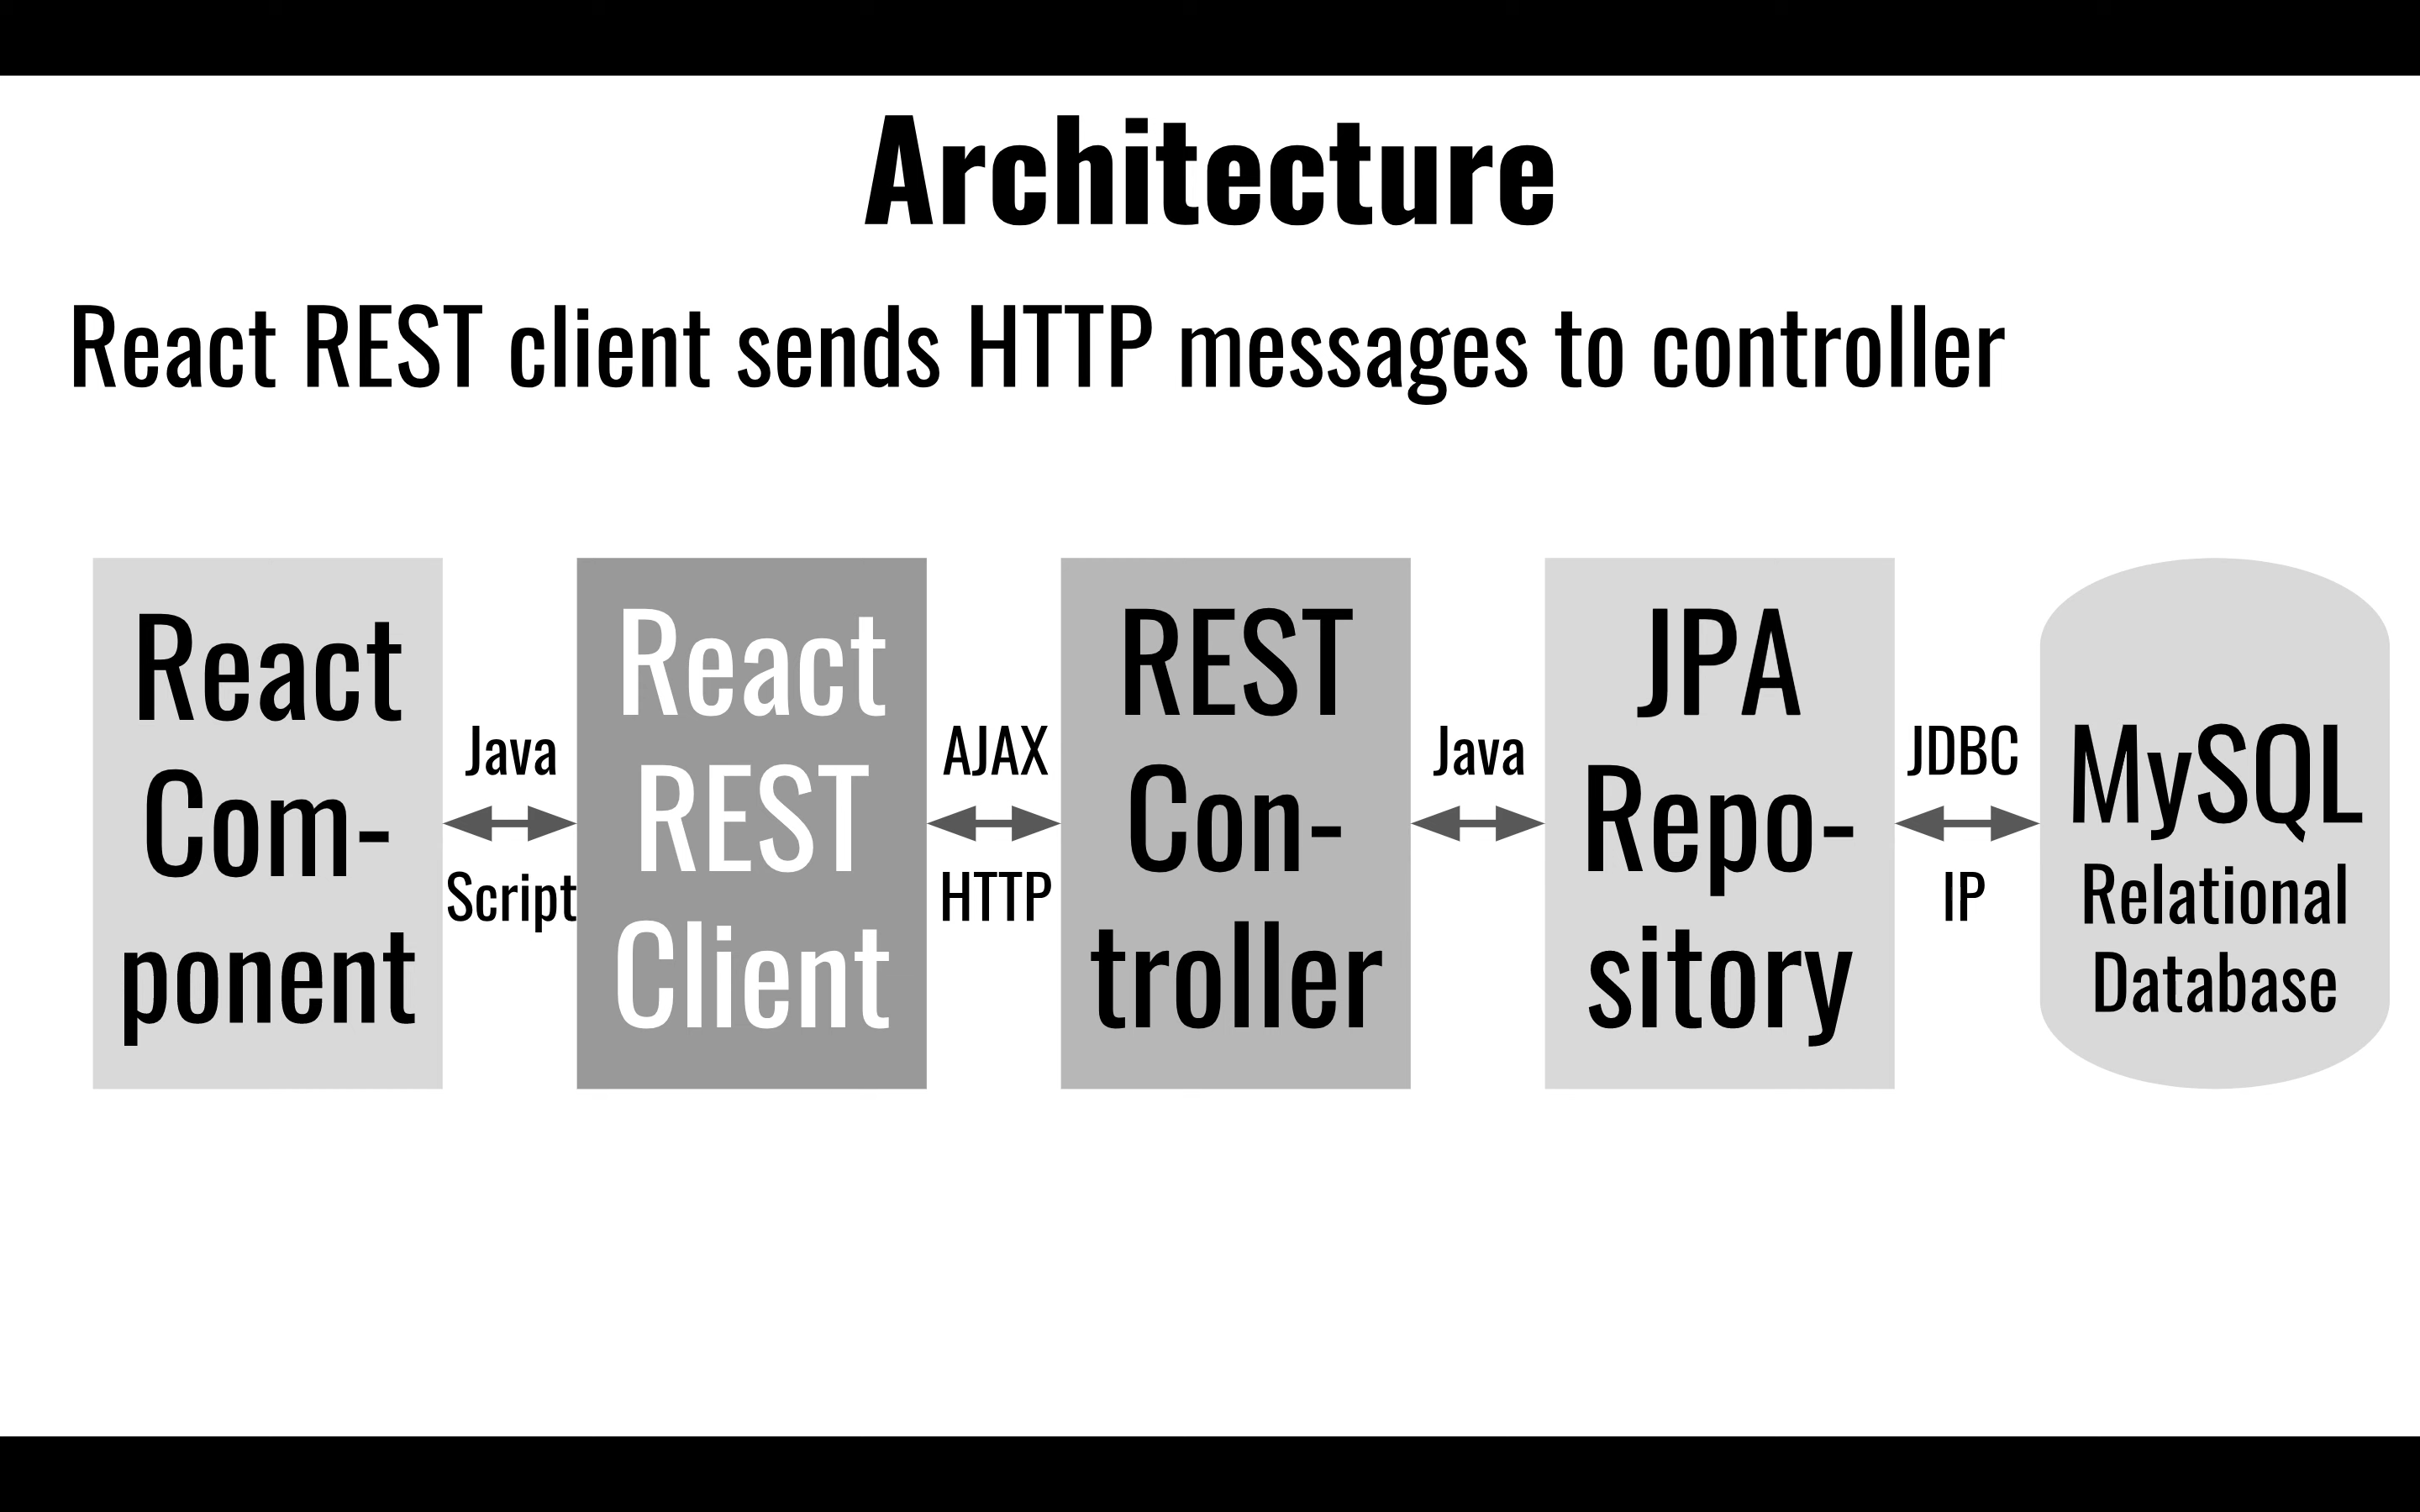 Architecture
React REST client sends HTTP messages to controller
React
Com-
ponent
Java
Script
React
REST
Client
AJAX
HTTP
REST
Con-
troller
Java
JPA
Repo-
sitory
JDBC
IP
MySQL
Relational
Database